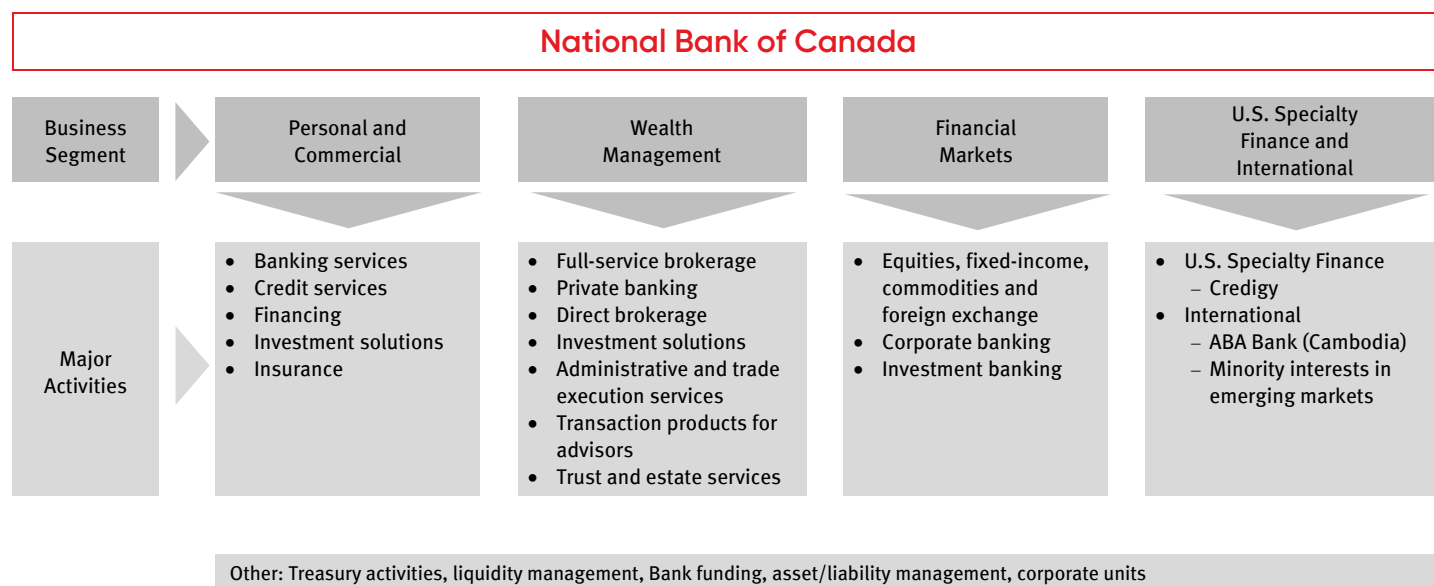 National Bank of Canada
Business
Segment
Personal and
Commercial
Wealth
Management
Financial
Markets
U.S. Specialty
Finance and
International
Major
Activities
• Banking services
• Credit services
• Financing
• Investment solutions
• Insurance
• Full-service brokerage
• Private banking
• Direct brokerage
• Investment solutions
• Administrative and trade
execution services
• Transaction products for
advisors
• Trust and estate services
• Equities, fixed-income,
commodities and
foreign exchange
• Corporate banking
• Investment banking
• U.S. Specialty Finance
– Credigy
• International
– ABA Bank (Cambodia)
– Minority interests in
emerging markets
Other: Treasury activities, liquidity management, Bank funding, asset/liability management, corporate units